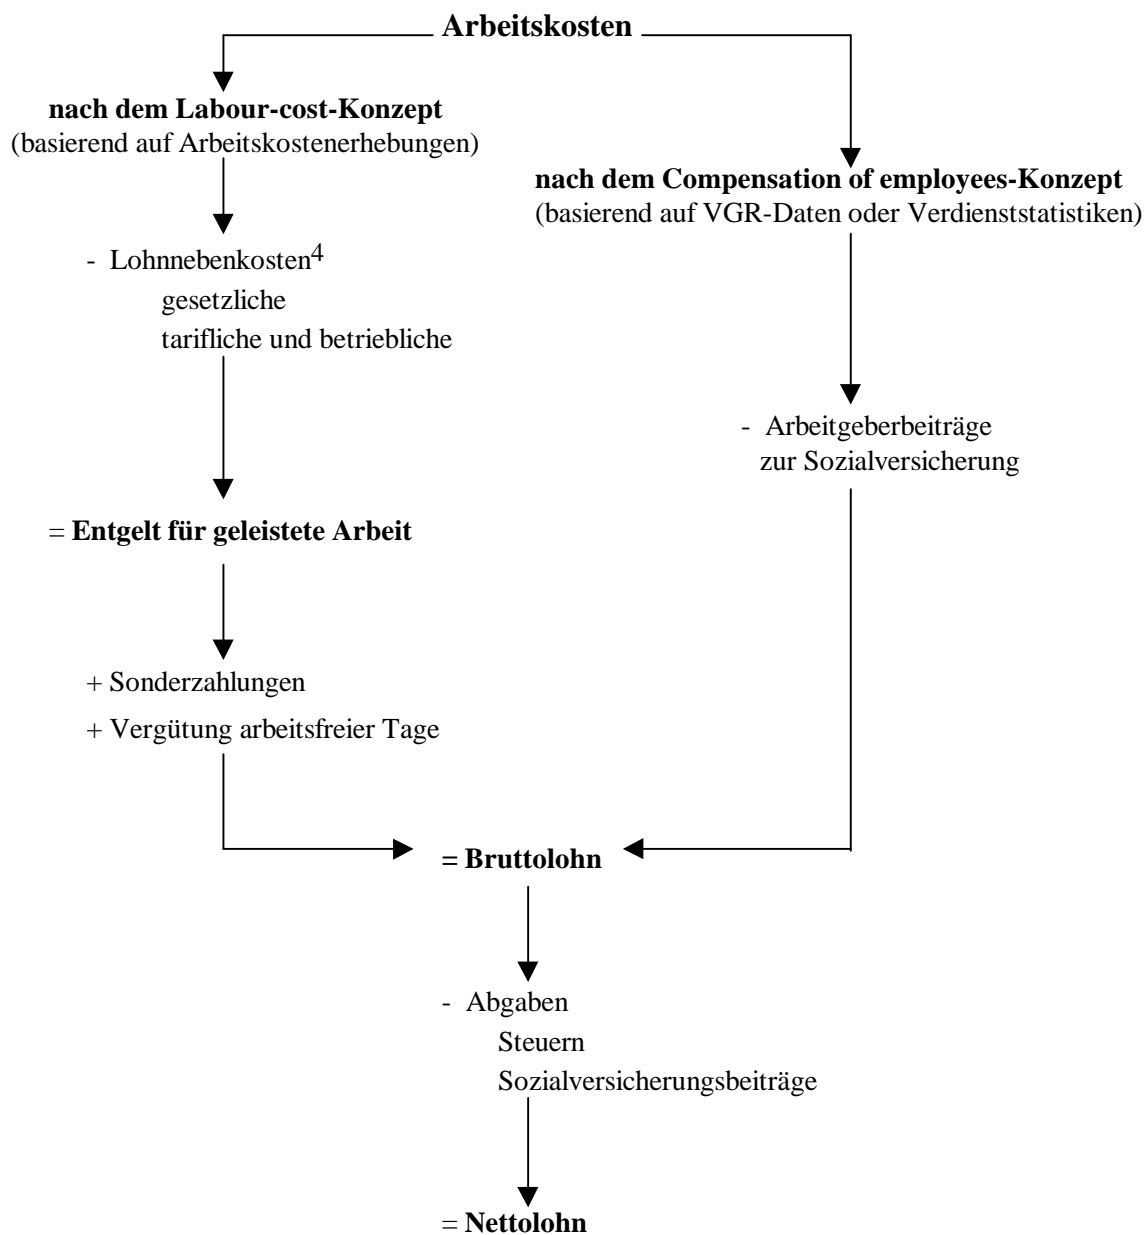 Arbeitskosten
nach dem Labour-cost-Konzept
(basierend auf Arbeitskostenerhebungen)
nach dem Compensation of employees-Konzept
(basierend auf VGR-Daten oder Verdienststatistiken)
- Lohnnebenkosten4
gesetzliche
tarifliche und betriebliche
- Arbeitgeberbeiträge
zur Sozialversicherung
= Entgelt für geleistete Arbeit
+ Sonderzahlungen
+ Vergütung arbeitsfreier Tage
= Bruttolohn
- Abgaben
Steuern
Sozialversicherungsbeiträge
= Nettolohn